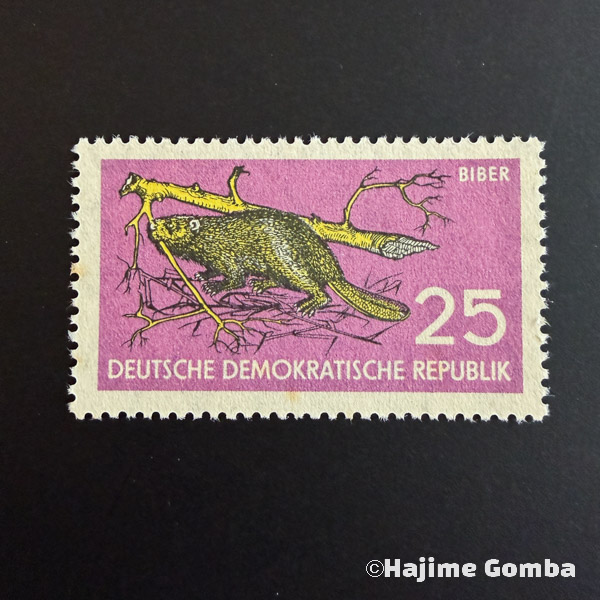 BIBER
25
DEUTSCHE DEMOKRATISCHE REPUBLIK
©Hajime Gomba